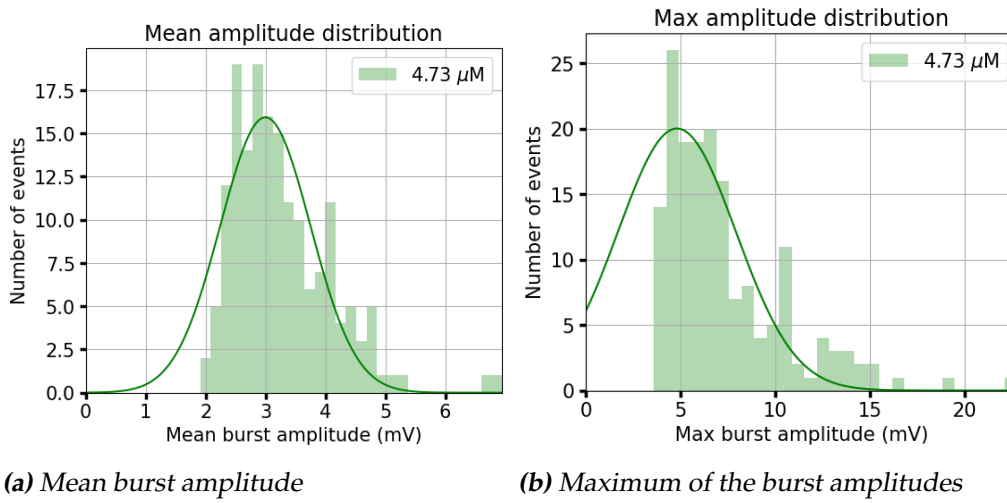 Mean amplitude distribution
4.73 μM
17.5
15.0
12.5
10.0
7.5
5.0
2.5
0.0
Number of events
0 1 2 3 4 5 6
Mean burst amplitude (mV)
(a) Mean burst amplitude
Max amplitude distribution
4.73 μM
25
20
15
10
5
0
Number of events
0 5 10 15 20
Max burst amplitude (mV)
(b) Maximum of the burst amplitudes